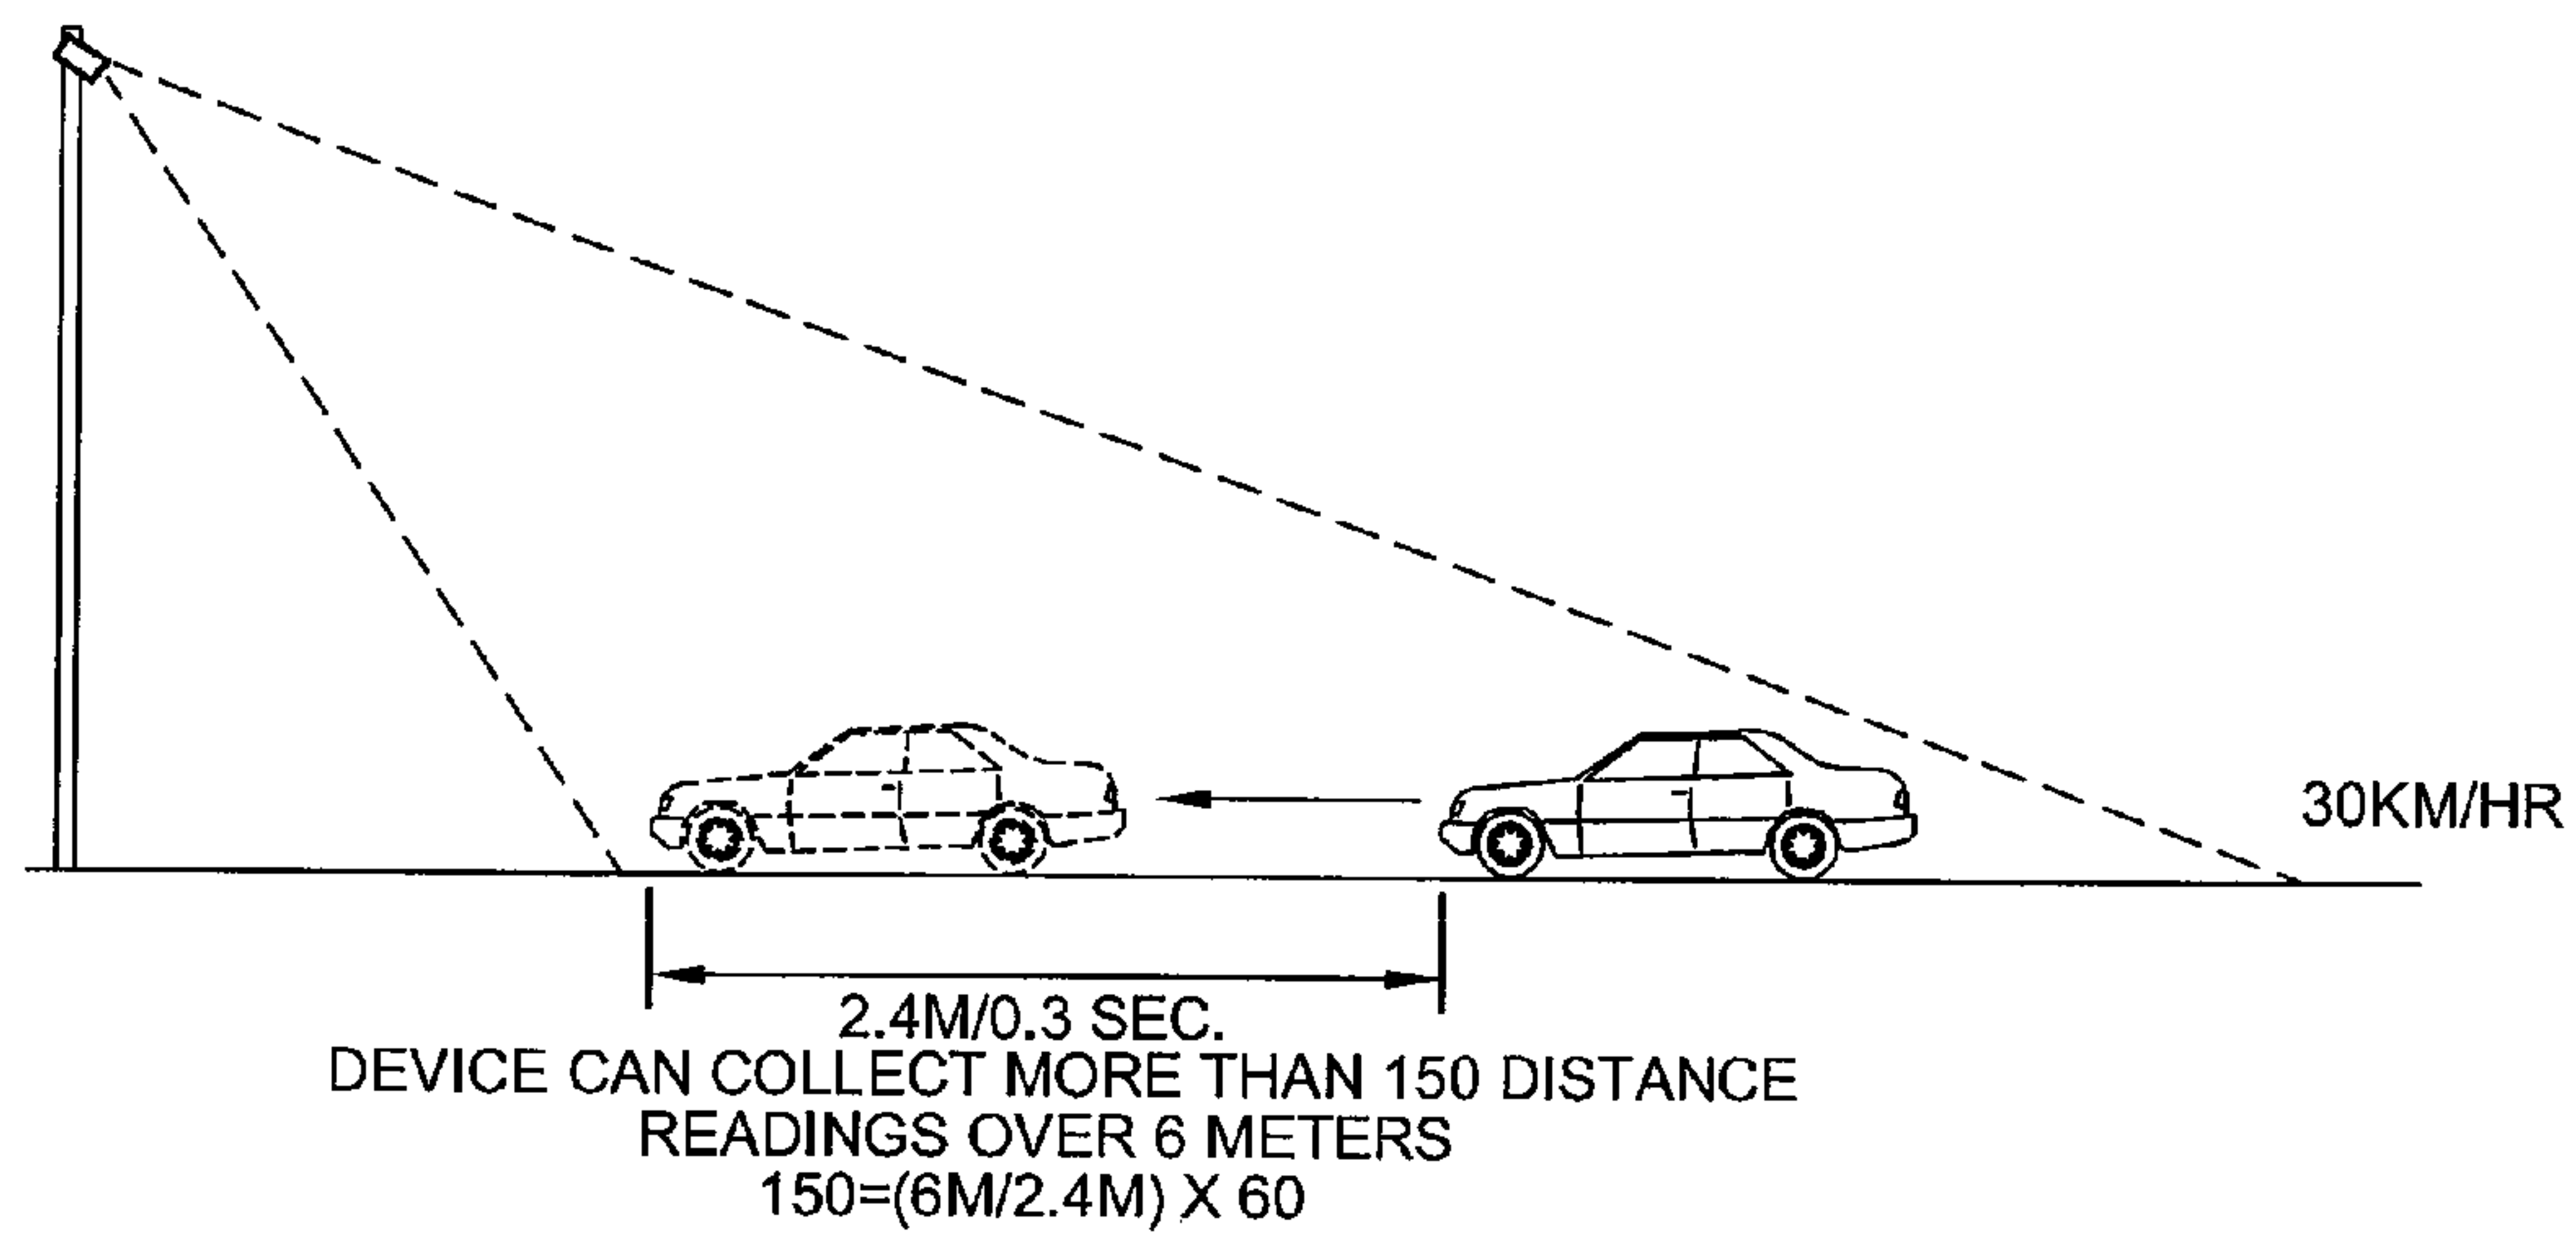 30KM/HR
2.4M/0.3 SEC.
DEVICE CAN COLLECT MORE THAN 150 DISTANCE
READINGS OVER 6 METERS
150=(6M/2.4M) X 60